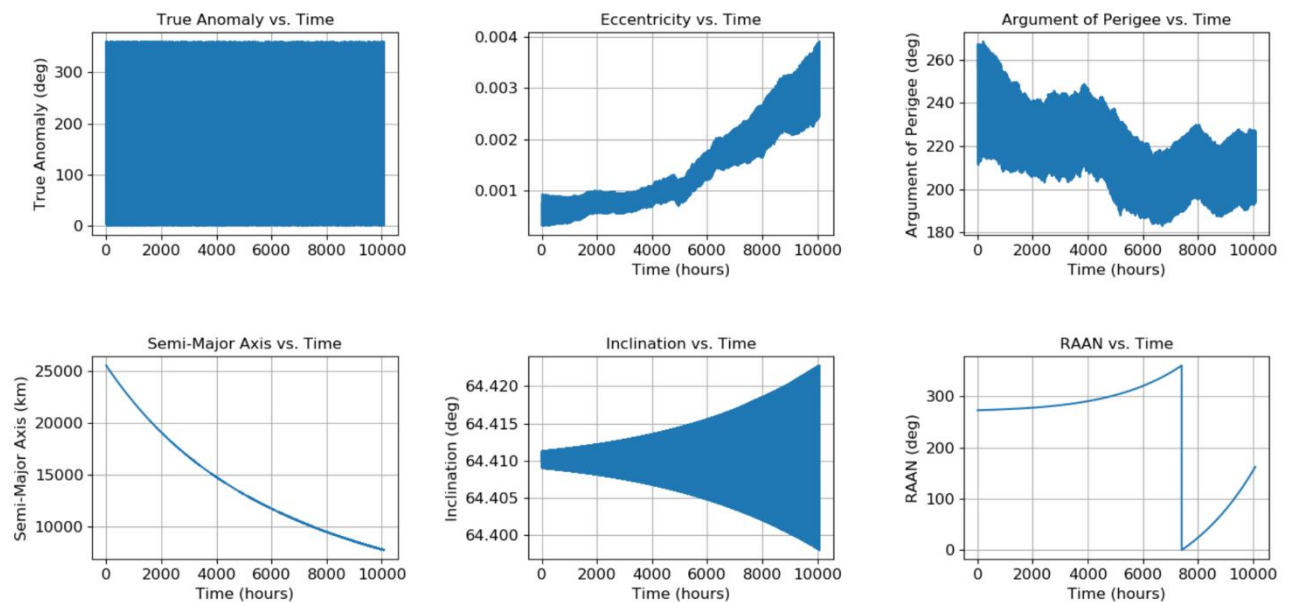 True Anomaly vs. Time
True Anomaly (deg)
300
200
100
0
0 2000 4000 6000 8000 10000
Eccentricity vs. Time
0.004
0.003
0.002
0.001
0 2000 4000 6000 8000 10000
Time (hours)
Argument of Perigee vs. Time
Argument of Perigee (deg)
260
240
220
200
180
0 2000 4000 6000 8000 10000
Time (hours)
Semi-Major Axis vs. Time
Semi-Major Axis (km)
25000
20000
15000
10000
0 2000 4000 6000 8000 10000
Time (hours)
Inclination vs. Time
Inclination (deg)
64.420
64.415
64.410
64.405
64.400
0 2000 4000 6000 8000 10000
Time (hours)
RAAN vs. Time
RAAN (deg)
300
200
100
0
0 2000 4000 6000 8000 10000
Time (hours)